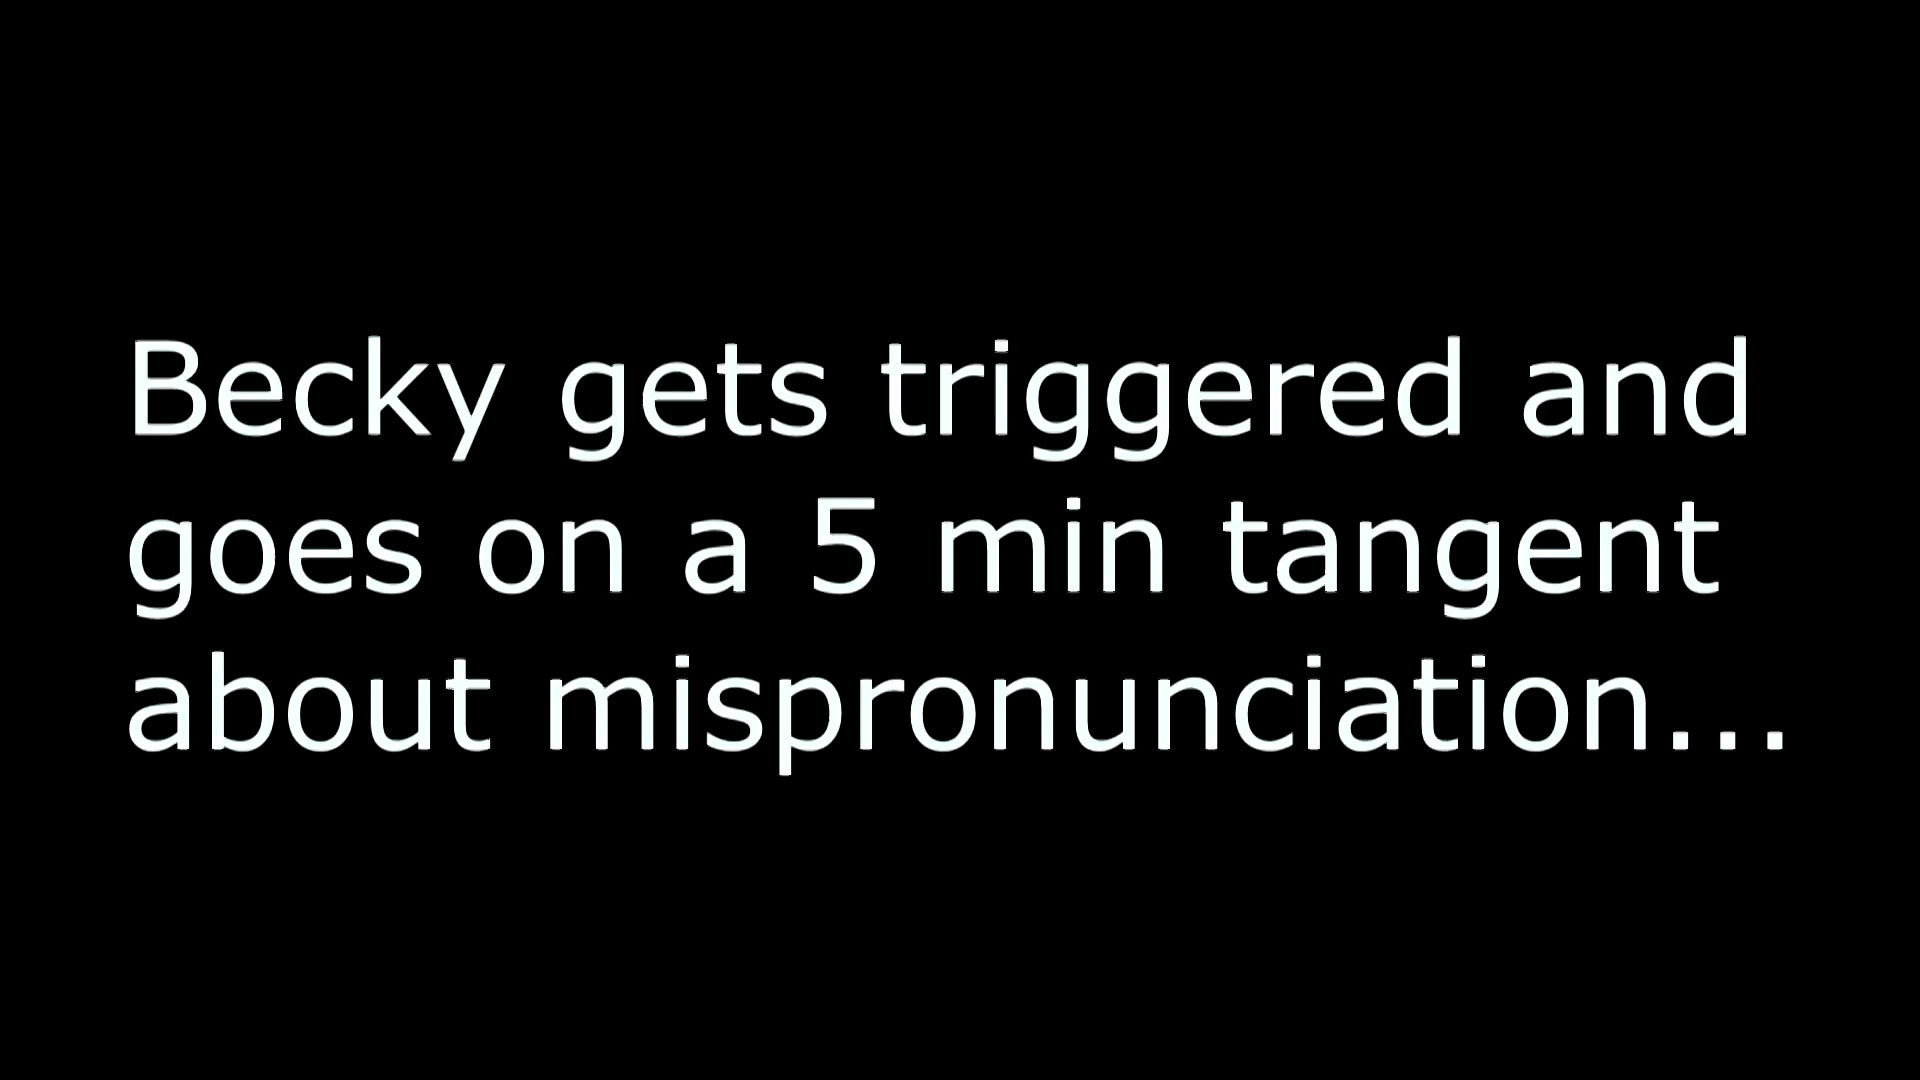 Becky gets triggered and
goes on a 5 min tangent
about mispronunciation...